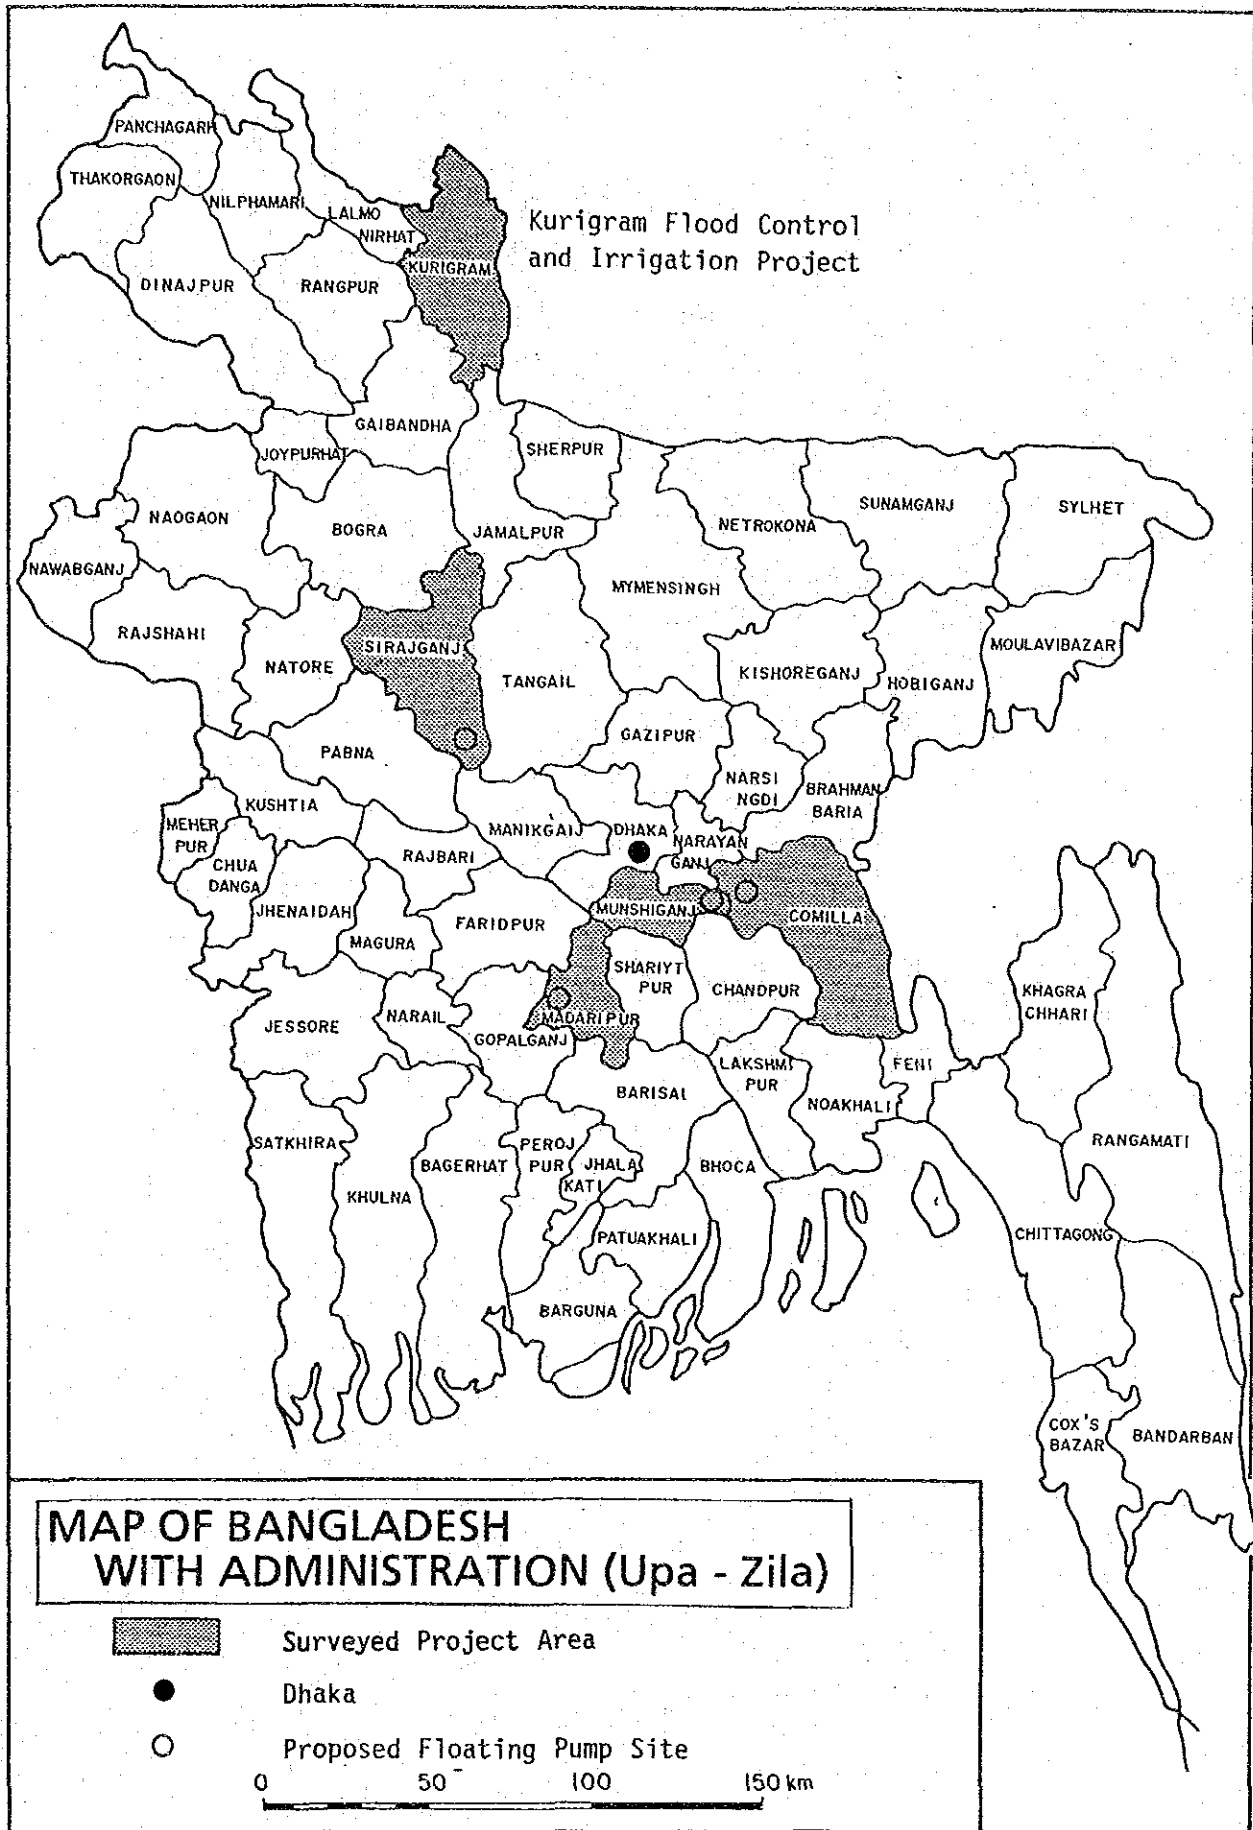 PANCHAGARH
THAKORGAON
NILPHAMARI
LALMO
NIRHAT
Kurigram Flood Control
and Irrigation Project
KURIGRAM
DINAJPUR
RANGPUR
GAIBANDHA
JOYPURHAT
SHERPUR
NAOGAON
BOGRA
JAMALPUR
NETROKONA
SUNAMGANJ
SYLHET
NAWABGANJ
MYMENSINGH
RAJSHAHI
SIRAJGANJ
NATORE
TANGAIL
KISHOREGANJ
HOBIGANJ
MOULAVIBAZAR
PABNA
GAZIPUR
NARSI
NGDI
BRAHMAN
BARIA
KUSHTIA
MEHER
PUR
CHUA
DANGA
RAJBARI
MANIKGAIJ
DHAKA
NARAYAN
GANJ
JHENAIDAH
MAGURA
FARIDPUR
MUNSHIGANJ
COMILLA
SHARIYT
PUR
CHANDPUR
KHAGRA
CHHARI
JESSORE
NARAIL
GOPALGANJ
MADARIPUR
BARISAL
LAKSHMI
PUR
NOAKHALI
FENI
SATKHIRA
KHULNA
BAGERHAT
PEROJ
PUR
JHALA
KATI
BHOCA
RANGAMATI
PATUAKHALI
CHITTAGONG
BARGUNA
COX'S
BAZAR
BANDARBAN
MAP OF BANGLADESH
WITH ADMINISTRATION (Upa - Zila)
Surveyed Project Area
Dhaka
Proposed Floating Pump Site
0 50 100 150 km